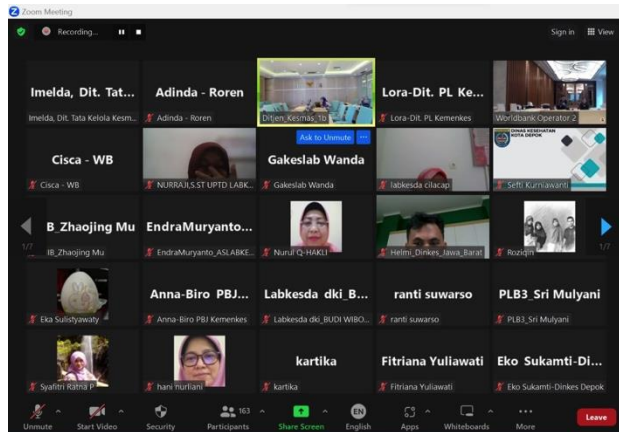 Zoom Meeting
Recording...
Sign in
View
Imelda, Dit. Tat...
Adinda - Roren
Lora-Dit. PL Ke...
Imelda, Dit. Tata Kelola Kesm...
Adinda - Roren
Ditjen_Kesmas_1b
Lora-Dit. PL Kemenkes
Worldbank Operator 2
Ask to Unmute
DINAS KESEHATAN
KOTA DEPOK
Cisca - WB
Gakeslab Wanda
Cisca - WB
NURRAJI,S.ST UPTD LABK...
Gakeslab Wanda
labkesda cilacap
Sefti Kurniawanti
B_Zhaojing Mu
EndraMuryanto...
1/7
IB_Zhaojing Mu
EndraMuryanto_ASLABKE...
Nurul Q-HAKLI
Helmi_Dinkes_Jawa_Barat
Roziqin
1/7
Anna-Biro PBJ...
Labkesda dki_B...
ranti suwarso
PLB3_Sri Mulyani
Eka Sulistyawaty
Anna-Biro PBJ Kemenkes
Labkesda dki_BUDI WIBO...
ranti suwarso
PLB3_Sri Mulyani
kartika
Fitriana Yuliawati
Eko Sukamti-Di...
Syafitri Ratna P
hani nurliani
kartika
Fitriana Yuliawati
Eko Sukamti-Dinkes Depok
163
EN
Unmute
Start Video
Security
Participants
Share Screen
English
Apps
Whiteboards
More
Leave